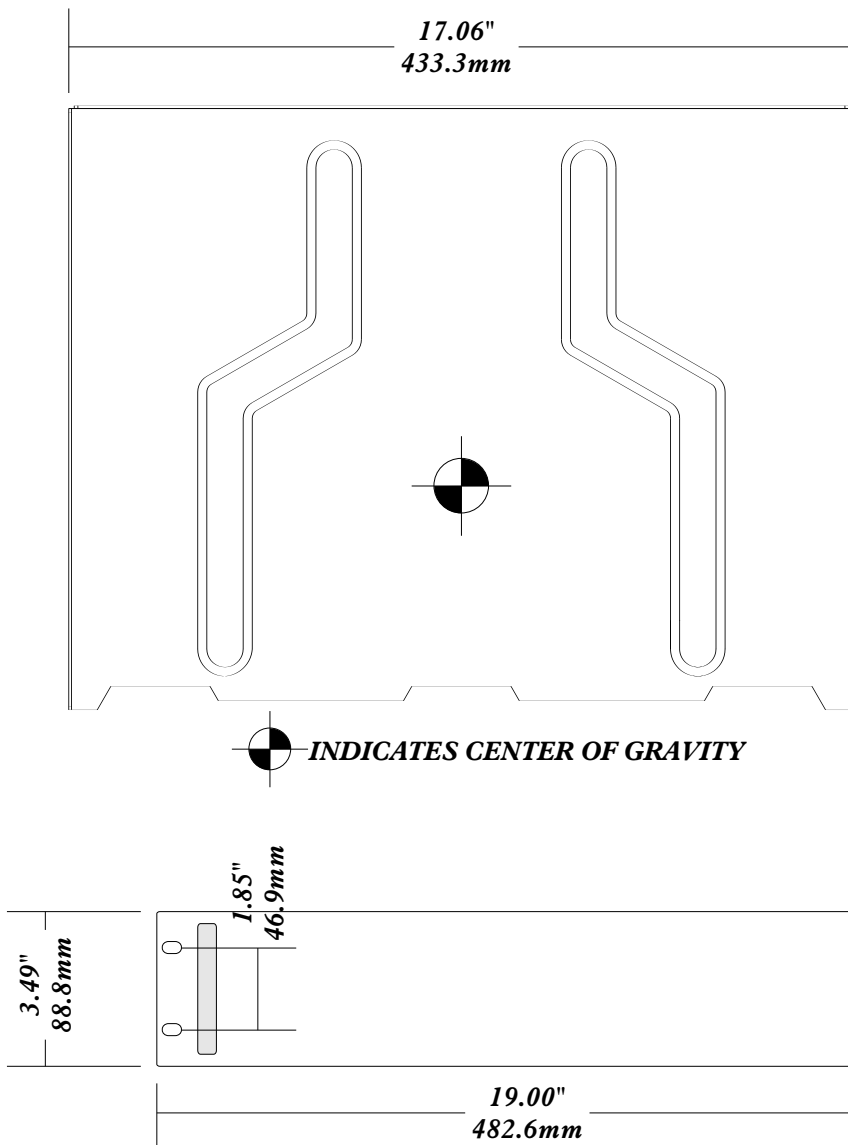 17.06"
433.3mm
INDICATES CENTER OF GRAVITY
1.85"
46.9mm
3.49"
88.8mm
19.00"
482.6mm